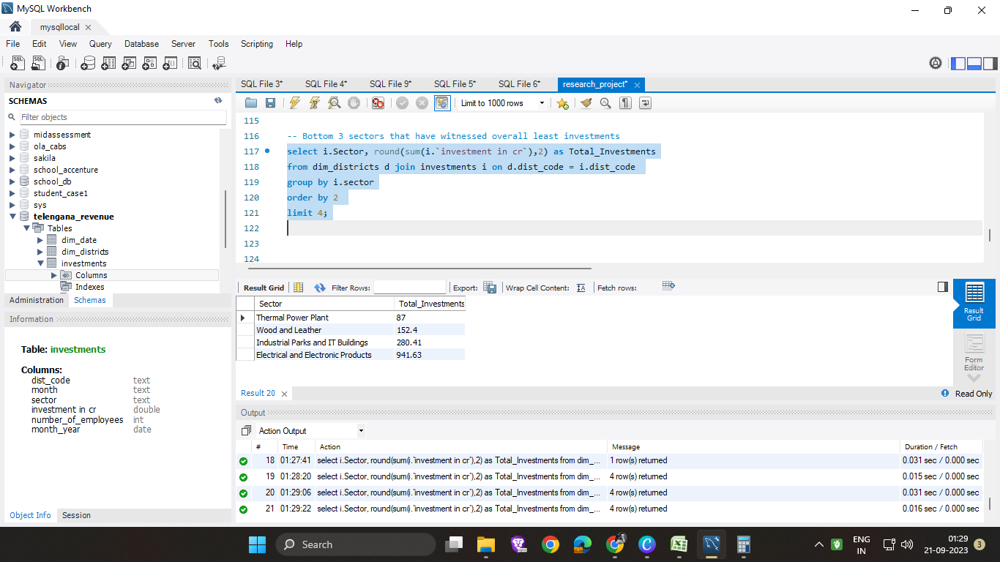 MySQL Workbench
mysqllocal
File Edit View Query Database Server Tools Scripting Help
Navigator
SCHEMAS
Filter objects
midassessment
ola_cabs
sakila
school_accenture
school_db
student_case1
sys
telengana_revenue
Tables
dim_date
dim_districts
investments
Columns
Indexes
Administration Schemas
Information
Table: investments
Columns:
dist_code text
month text
sector text
investment in cr double
number_of_employees int
month_year date
Object Info Session
SQL File 3* SQL File 4* SQL File 9* SQL File 5* SQL File 6* research_project*
Limit to 1000 rows
115
116 -- Bottom 3 sectors that have witnessed overall least investments
117 select i.Sector, round(sum(i.`investment in cr`),2) as Total_Investments
118 from dim_districts d join investments i on d.dist_code = i.dist_code
119 group by i.sector
120 order by 2
121 limit 4;
122
123
124
Result Grid Filter Rows: Export: Wrap Cell Content: Fetch rows:
Sector Total_Investments
Thermal Power Plant 87
Wood and Leather 152.4
Industrial Parks and IT Buildings 280.41
Electrical and Electronic Products 941.63
Result Grid
Form Editor
Result 20
Read Only
Output
Action Output
# Time Action Message Duration / Fetch
18 01:27:41 select i.Sector, round(sum(i.`investment in cr`),2) as Total_Investments from dim_... 1 row(s) returned 0.031 sec / 0.000 sec
19 01:28:20 select i.Sector, round(sum(i.`investment in cr`),2) as Total_Investments from dim_... 4 row(s) returned 0.015 sec / 0.000 sec
20 01:29:06 select i.Sector, round(sum(i.`investment in cr`),2) as Total_Investments from dim_... 4 row(s) returned 0.031 sec / 0.000 sec
21 01:29:22 select i.Sector, round(sum(i.`investment in cr`),2) as Total_Investments from dim_... 4 row(s) returned 0.016 sec / 0.000 sec
Search
ENG
IN
01:29
21-09-2023
3